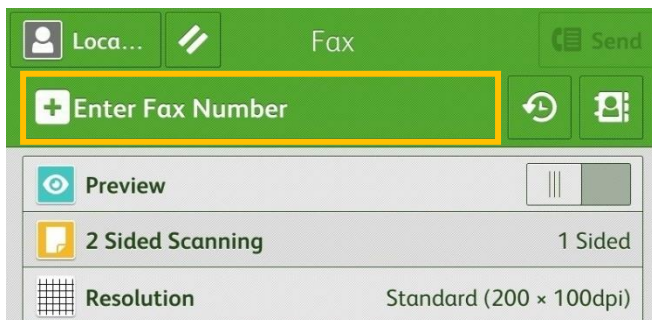 Loca... Fax Send
Enter Fax Number
Preview
2 Sided Scanning 1 Sided
Resolution Standard (200 × 100dpi)